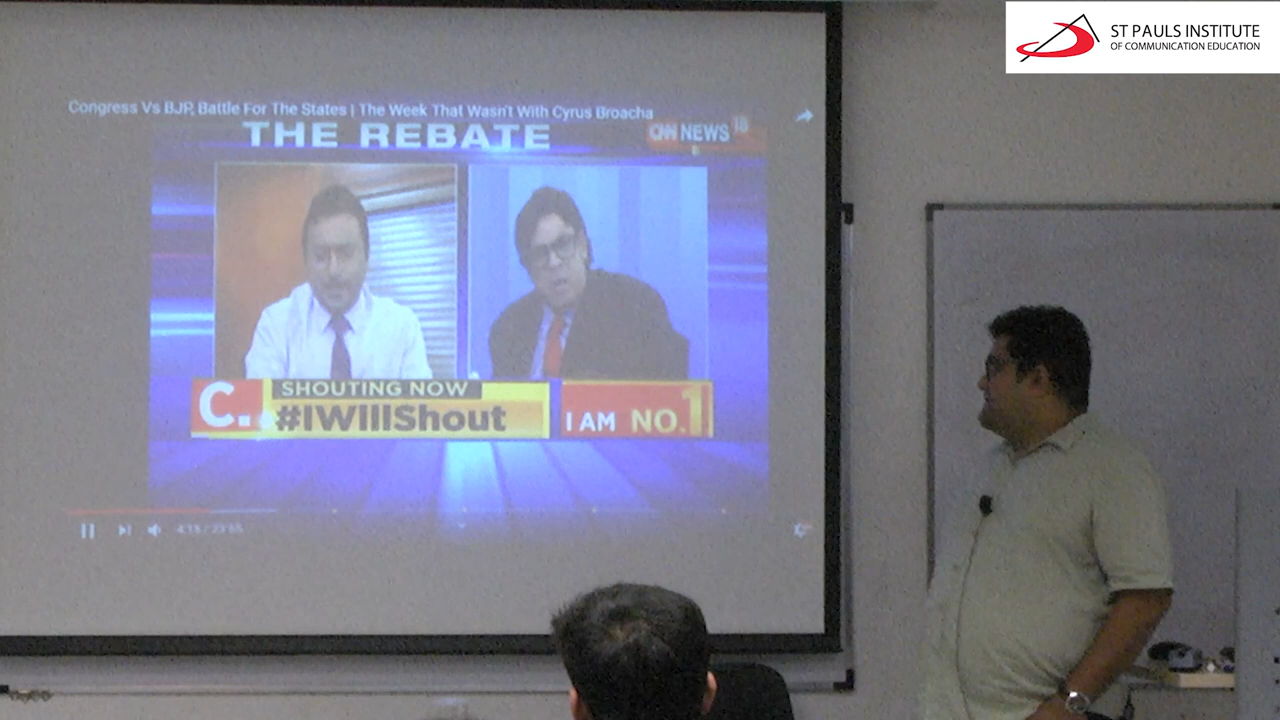 ST PAULS INSTITUTE
OF COMMUNICATION EDUCATION
Congress Vs BJP, Battle For The States | The Week That Wasn't With Cyrus Broacha
THE REBATE
CNN NEWS 18
C.
SHOUTING NOW
#IWillShout
I AM NO.1